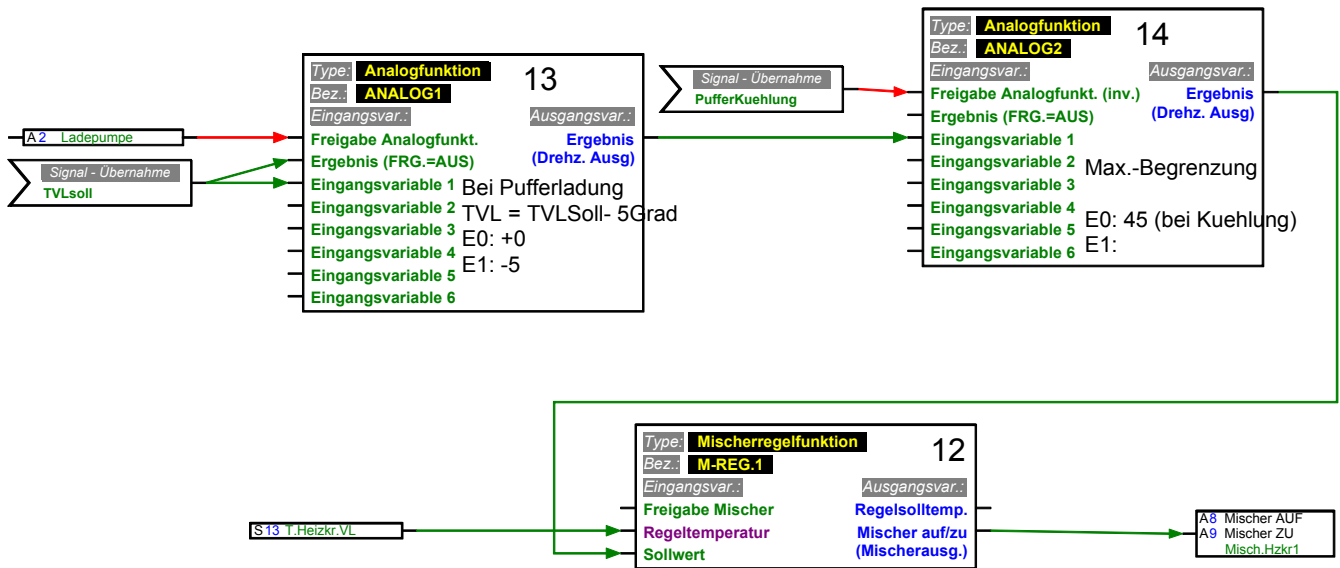 Type: Analogfunktion
13
Bez.: ANALOG1
Eingangsvar.: Ausgangsvar.:
Freigabe Analogfunkt. Ergebnis
Ergebnis (FRG.=AUS) (Drehz. Ausg)
Eingangsvariable 1 Bei Pufferladung
Eingangsvariable 2 TVL = TVLSoll- 5Grad
Eingangsvariable 3 E0: +0
Eingangsvariable 4 E1: -5
Eingangsvariable 5
Eingangsvariable 6
A 2 Ladepumpe
Signal - Übernahme
TVLsoll
Signal - Übernahme
PufferKuehlung
Type: Analogfunktion
14
Bez.: ANALOG2
Eingangsvar.: Ausgangsvar.:
Freigabe Analogfunkt. (inv.) Ergebnis
Ergebnis (FRG.=AUS) (Drehz. Ausg)
Eingangsvariable 1
Eingangsvariable 2 Max.-Begrenzung
Eingangsvariable 3
Eingangsvariable 4
Eingangsvariable 5 E0: 45 (bei Kuehlung)
Eingangsvariable 6 E1:
Type: Mischerregelfunktion
12
Bez.: M-REG.1
Eingangsvar.: Ausgangsvar.:
Freigabe Mischer Regelsolltemp.
Regeltemperatur Mischer auf/zu
Sollwert (Mischerausg.)
S 13 T.Heizkr.VL
A8 Mischer AUF
A9 Mischer ZU
Misch.Hzkr1